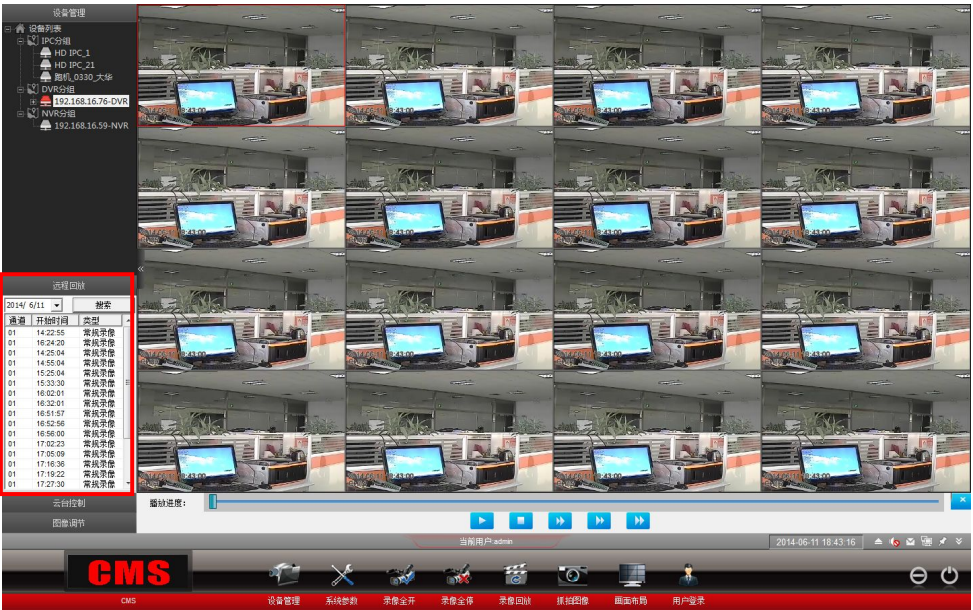 设备管理
设备列表
IPC分组
HD IPC_1
HD IPC_21
跑机_0330_大华
DVR分组
192.168.16.76-DVR
NVR分组
192.168.16.59-NVR
远程回放
2014/ 6/11 搜索
通道 开始时间 类型
01 14:22:55 常规录像
01 16:24:20 常规录像
01 14:25:04 常规录像
01 14:55:04 常规录像
01 15:25:04 常规录像
01 15:33:30 常规录像
01 16:02:01 常规录像
01 16:32:01 常规录像
01 16:51:57 常规录像
01 16:52:56 常规录像
01 16:56:00 常规录像
01 17:02:23 常规录像
01 17:05:09 常规录像
01 17:16:36 常规录像
01 17:19:22 常规录像
01 17:27:30 常规录像
云台控制
图像调节
播放进度：
当前用户:admin
2014-06-11 18:43:16
CMS
CMS
设备管理 系统参数 录像全开 录像全停 录像回放 抓拍图像 画面布局 用户登录